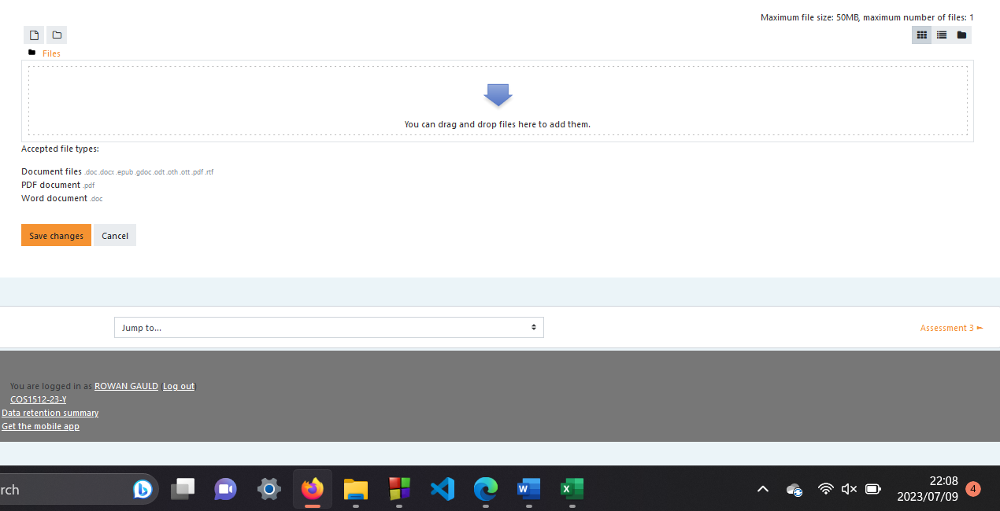 Maximum file size: 50MB, maximum number of files: 1
Files
You can drag and drop files here to add them.
Accepted file types:
Document files .doc .docx .epub .gdoc .odt .oth .ott .pdf .rtf
PDF document .pdf
Word document .doc
Save changes Cancel
Jump to...
Assessment 3 ►
You are logged in as ROWAN GAULD (Log out)
COS1512-23-Y
Data retention summary
Get the mobile app
rch
22:08
2023/07/09
4